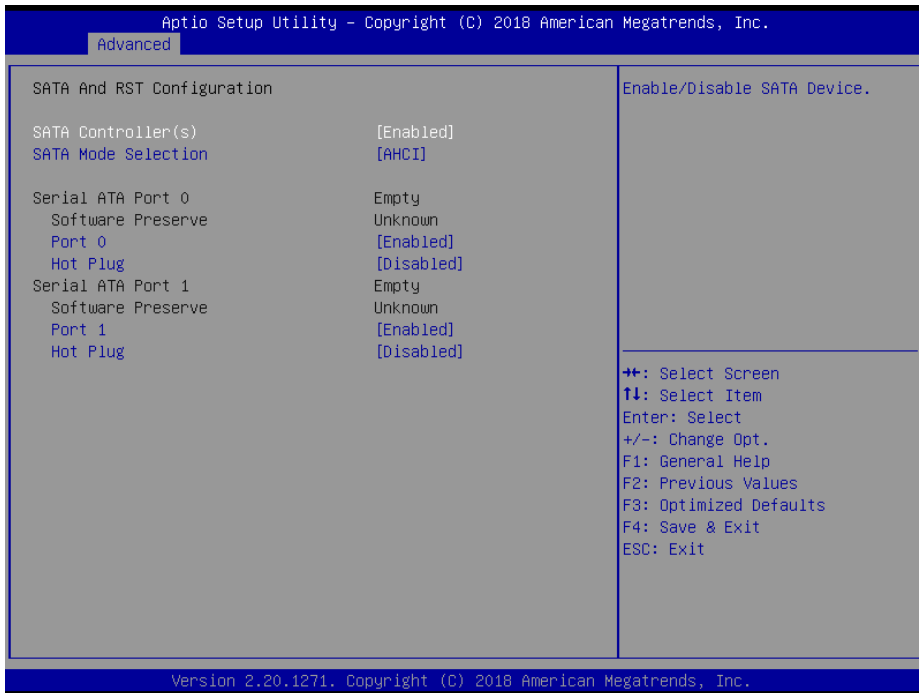 Aptio Setup Utility – Copyright (C) 2018 American Megatrends, Inc.
Advanced
SATA And RST Configuration
SATA Controller(s) [Enabled]
SATA Mode Selection [AHCI]
Serial ATA Port 0 Empty
Software Preserve Unknown
Port 0 [Enabled]
Hot Plug [Disabled]
Serial ATA Port 1 Empty
Software Preserve Unknown
Port 1 [Enabled]
Hot Plug [Disabled]
Enable/Disable SATA Device.
→←: Select Screen
↑↓: Select Item
Enter: Select
+/-: Change Opt.
F1: General Help
F2: Previous Values
F3: Optimized Defaults
F4: Save & Exit
ESC: Exit
Version 2.20.1271. Copyright (C) 2018 American Megatrends, Inc.